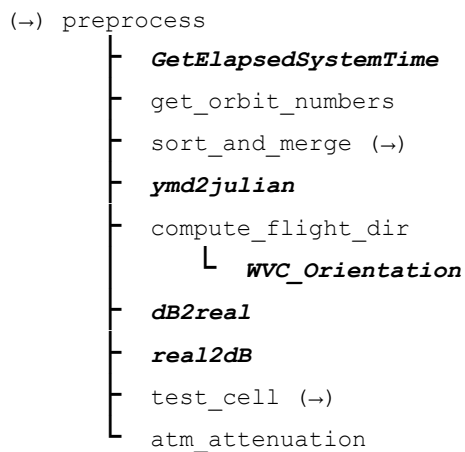 (→) preprocess
GetElapsedSystemTime
get_orbit_numbers
sort_and_merge (→)
ymd2julian
compute_flight_dir
WVC_Orientation
dB2real
real2dB
test_cell (→)
atm_attenuation